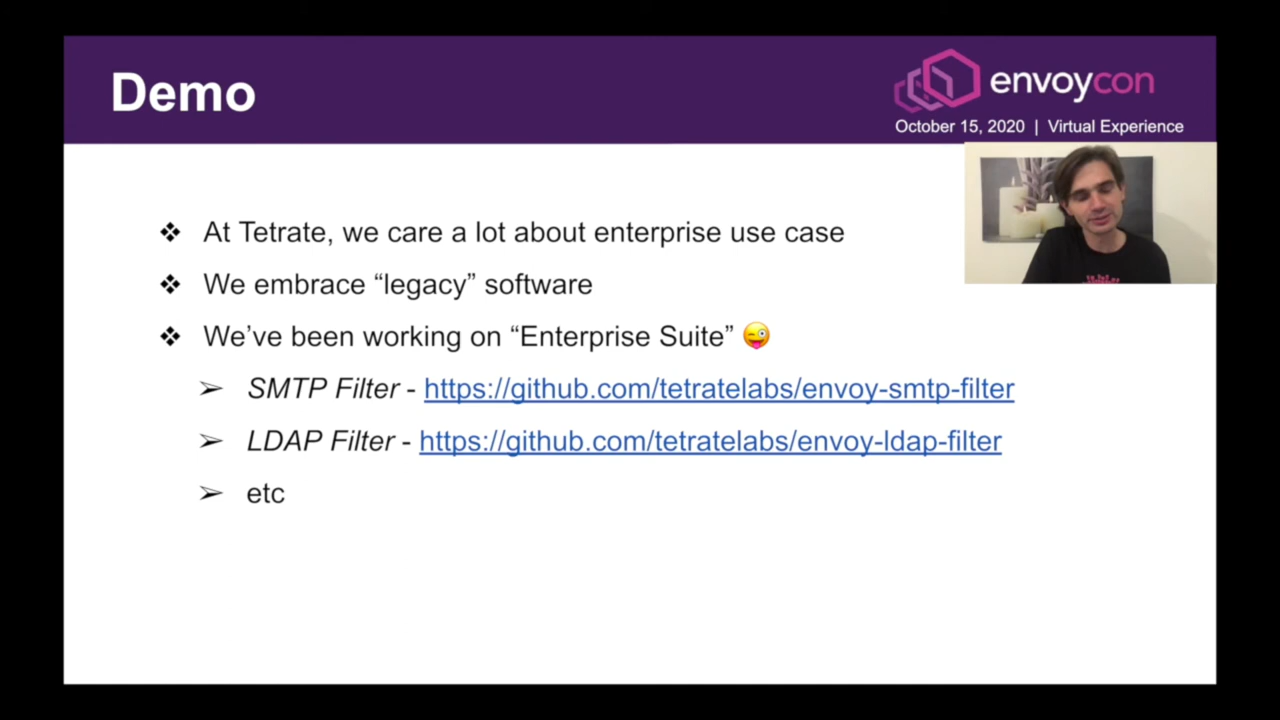 Demo
envoycon
October 15, 2020 | Virtual Experience
❖ At Tetrate, we care a lot about enterprise use case
❖ We embrace “legacy” software
❖ We’ve been working on “Enterprise Suite” 😜
➢ SMTP Filter - https://github.com/tetratelabs/envoy-smtp-filter
➢ LDAP Filter - https://github.com/tetratelabs/envoy-ldap-filter
➢ etc